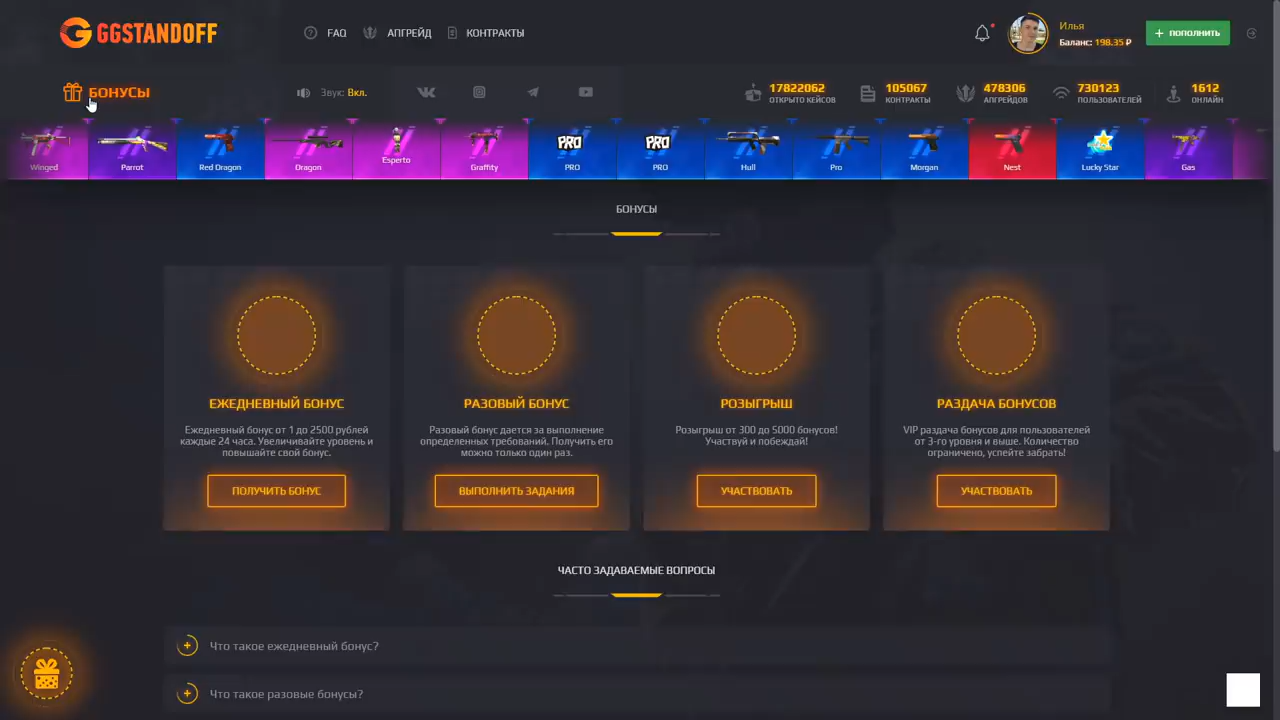 GGSTANDOFF
FAQ
АПГРЕЙД
КОНТРАКТЫ
Илья
Баланс: 198.35 ₽
+ ПОПОЛНИТЬ
БОНУСЫ
Звук: Вкл.
17822062
ОТКРЫТО КЕЙСОВ
105067
КОНТРАКТЫ
478306
АПГРЕЙДОВ
730123
ПОЛЬЗОВАТЕЛЕЙ
1612
ОНЛАЙН
PRO
PRO
Winged
Parrot
Red Dragon
Dragon
Esperto
Graffity
PRO
PRO
Hull
Pro
Morgan
Nest
Lucky Star
Gas
БОНУСЫ
ЕЖЕДНЕВНЫЙ БОНУС
Ежедневный бонус от 1 до 2500 рублей
каждые 24 часа. Увеличивайте уровень и
повышайте свой бонус.
ПОЛУЧИТЬ БОНУС
РАЗОВЫЙ БОНУС
Разовый бонус дается за выполнение
определенных требований. Получить его
можно только один раз.
ВЫПОЛНИТЬ ЗАДАНИЯ
РОЗЫГРЫШ
Розыгрыш от 300 до 5000 бонусов!
Участвуй и побеждай!
УЧАСТВОВАТЬ
РАЗДАЧА БОНУСОВ
VIP раздача бонусов для пользователей
от 3-го уровня и выше. Количество
ограничено, успейте забрать!
УЧАСТВОВАТЬ
ЧАСТО ЗАДАВАЕМЫЕ ВОПРОСЫ
Что такое ежедневный бонус?
Что такое разовые бонусы?